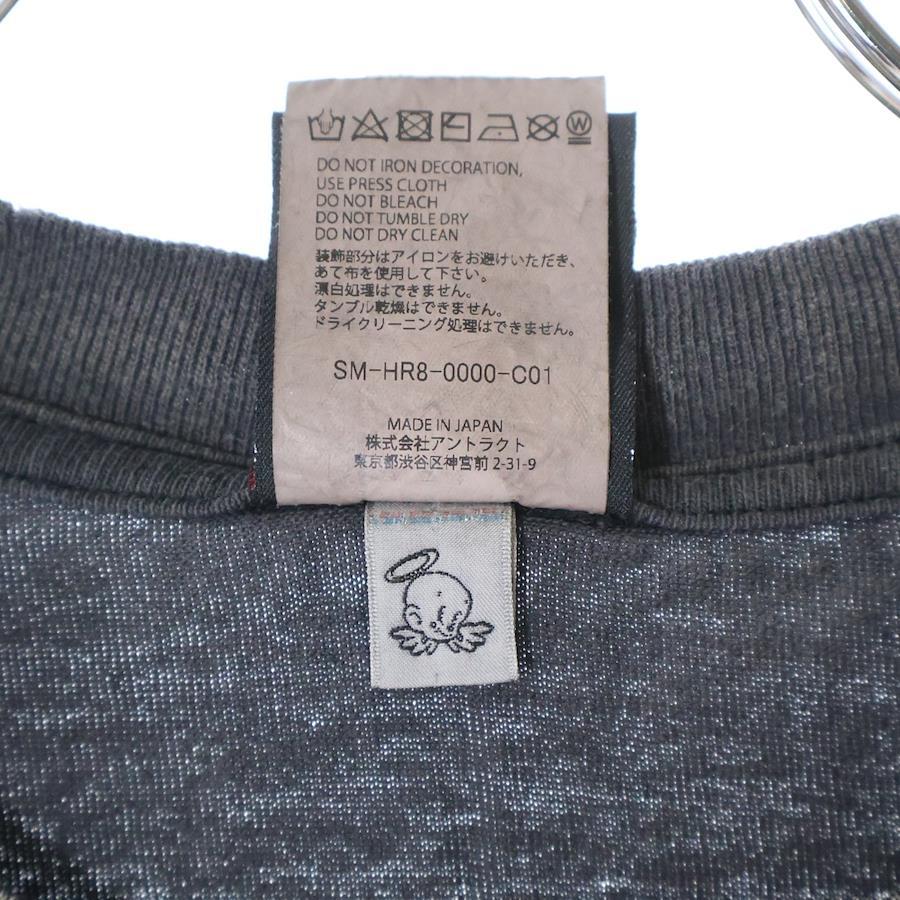 W
DO NOT IRON DECORATION,
USE PRESS CLOTH
DO NOT BLEACH
DO NOT TUMBLE DRY
DO NOT DRY CLEAN
装飾部分はアイロンをお避けいただき、
あて布を使用して下さい。
漂白処理はできません。
タンブル乾燥はできません。
ドライクリーニング処理はできません。
SM-HR8-0000-C01
MADE IN JAPAN
株式会社アントラクト
東京都渋谷区神宮前 2-31-9